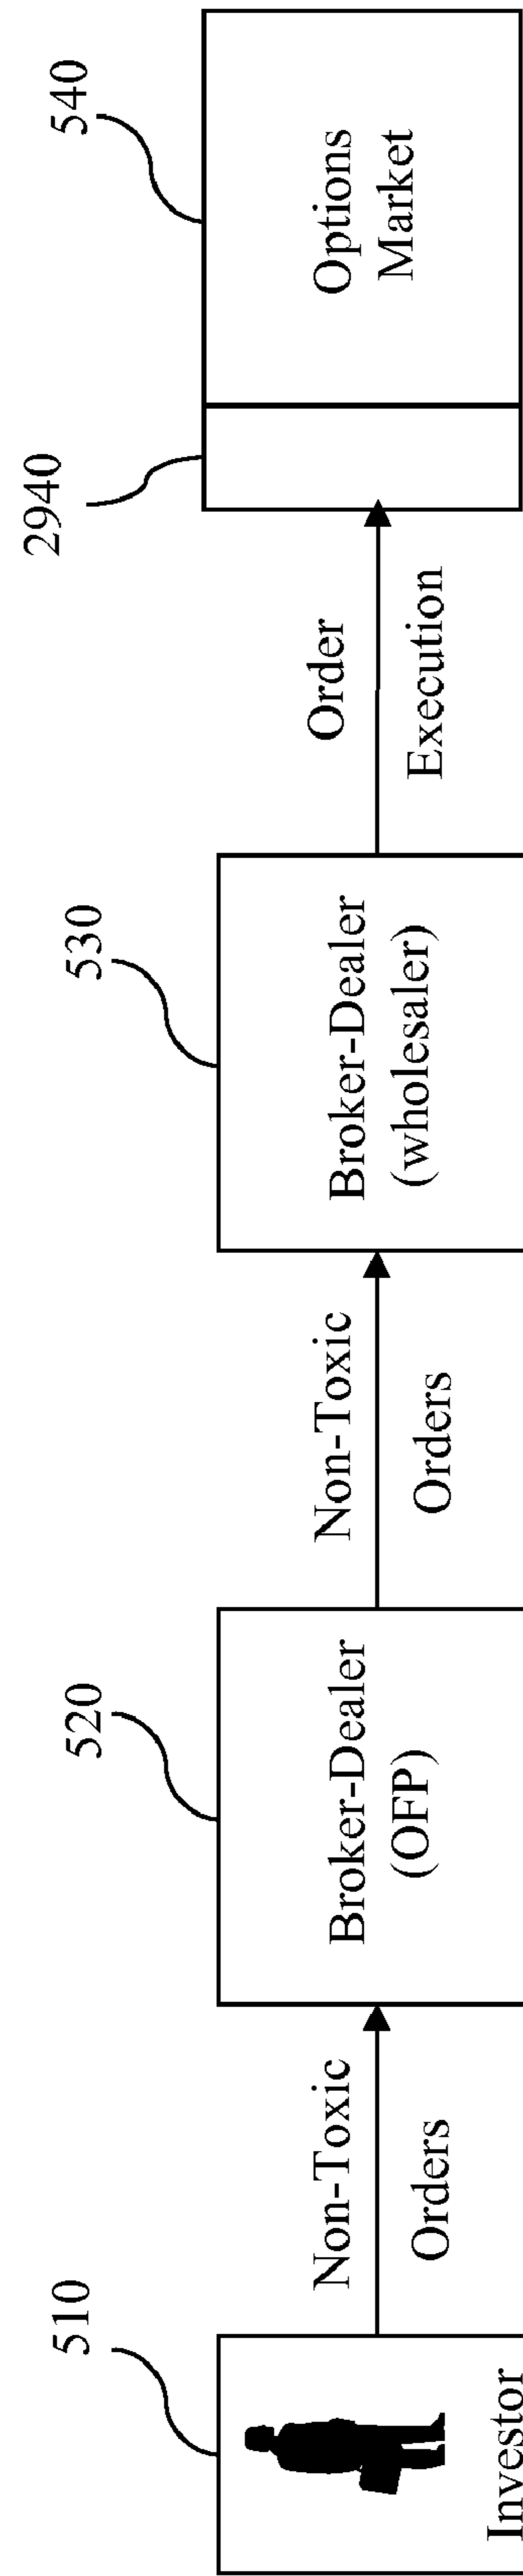 510
Investor
Non-Toxic
Orders
520
Broker-Dealer
(OFP)
Non-Toxic
Orders
530
Broker-Dealer
(wholesaler)
Order
Execution
2940
540
Options
Market